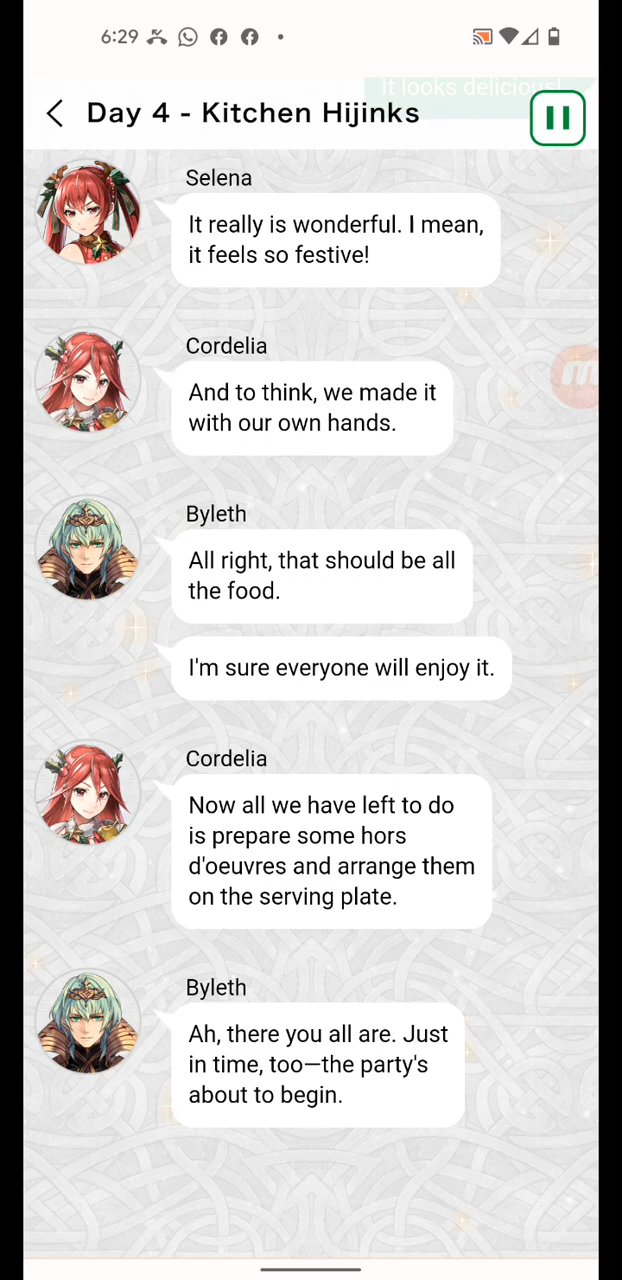 6:29
It looks delicious!
Day 4 - Kitchen Hijinks
Selena
It really is wonderful. I mean,
it feels so festive!
Cordelia
And to think, we made it
with our own hands.
Byleth
All right, that should be all
the food.
I'm sure everyone will enjoy it.
Cordelia
Now all we have left to do
is prepare some hors
d'oeuvres and arrange them
on the serving plate.
Byleth
Ah, there you all are. Just
in time, too—the party's
about to begin.